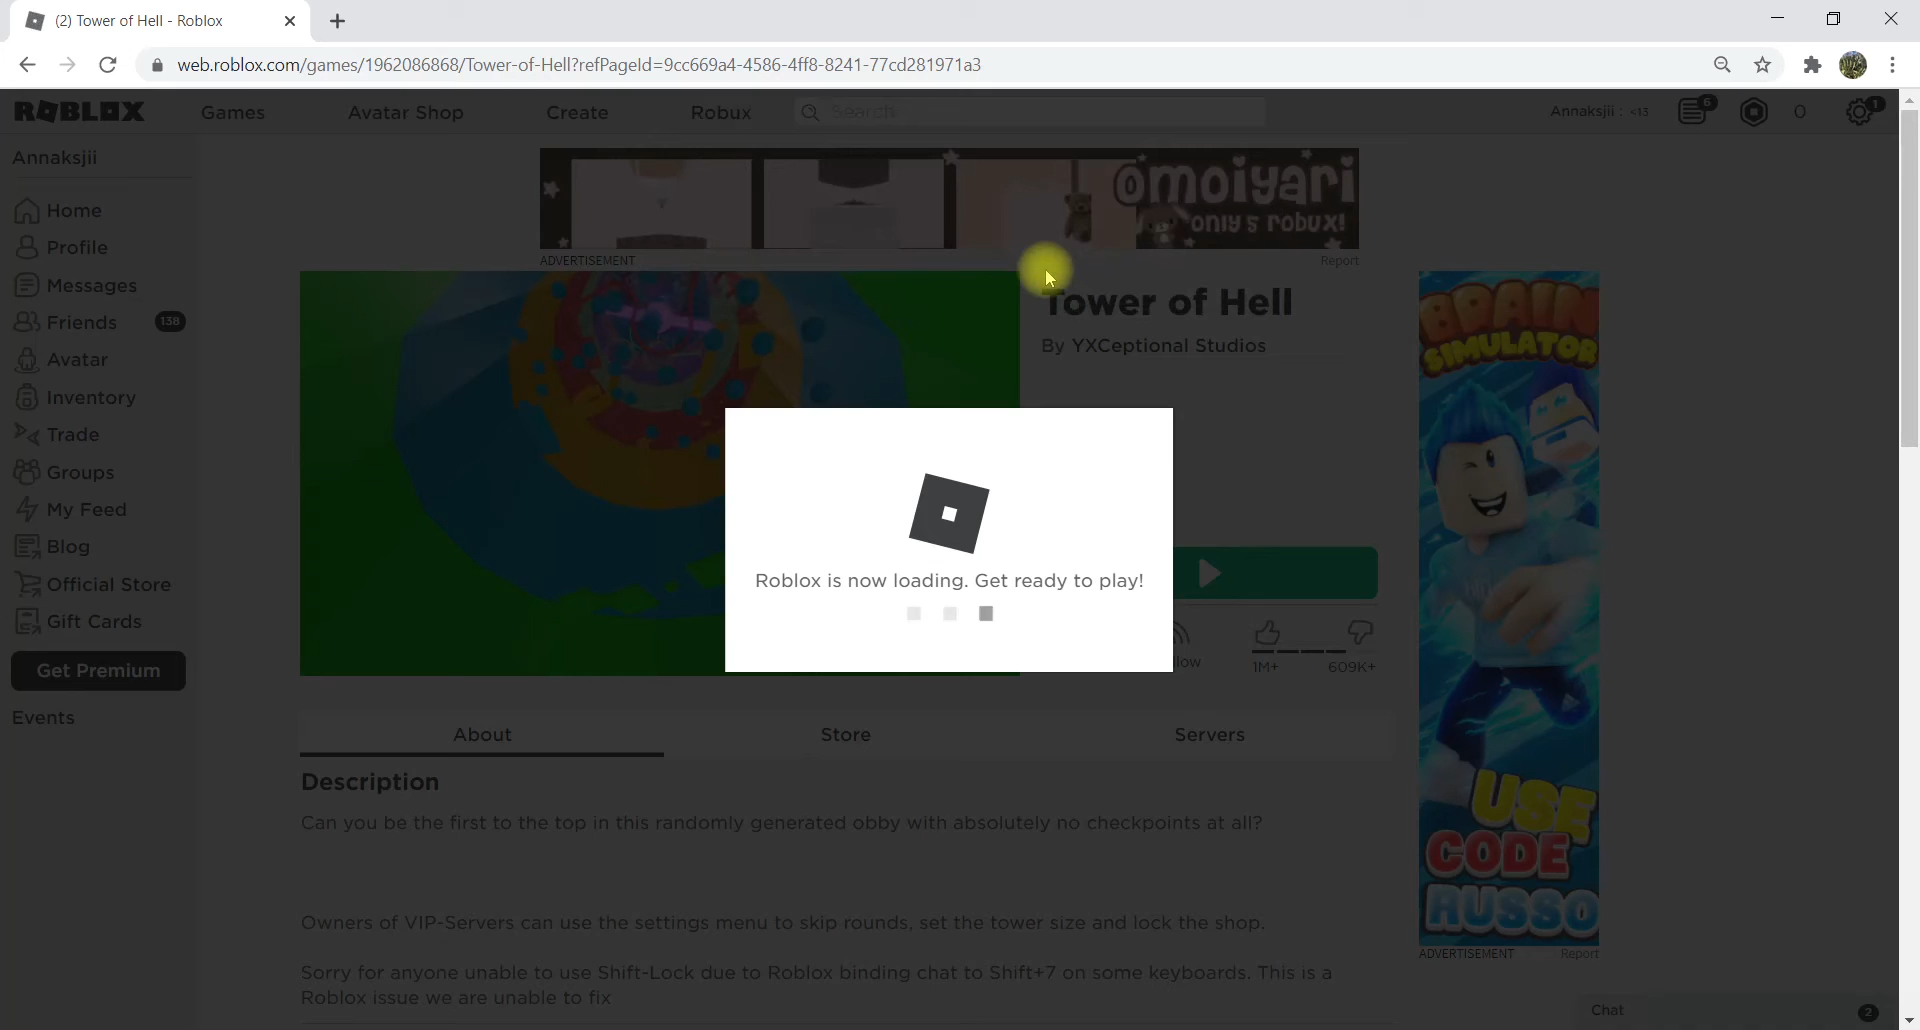 (2) Tower of Hell - Roblox
web.roblox.com/games/1962086868/Tower-of-Hell?refPageId=9cc669a4-4586-4ff8-8241-77cd281971a3
ROBLOX Games Avatar Shop Create Robux Search Annaksjii : <13 6 0 1
Annaksjii
Home
Profile
Messages
Friends 138
Avatar
Inventory
Trade
Groups
My Feed
Blog
Official Store
Gift Cards
Get Premium
Events
omoiyari
only 5 robux!
ADVERTISEMENT Report
Tower of Hell
By YXCeptional Studios
Roblox is now loading. Get ready to play!
1M+ 609K+
About Store Servers
Description
Can you be the first to the top in this randomly generated obby with absolutely no checkpoints at all?
Owners of VIP-Servers can use the settings menu to skip rounds, set the tower size and lock the shop.
Sorry for anyone unable to use Shift-Lock due to Roblox binding chat to Shift+7 on some keyboards. This is a
Roblox issue we are unable to fix
BRAIN
SIMULATOR
USE
CODE
RUSSO
ADVERTISEMENT Report
Chat 2